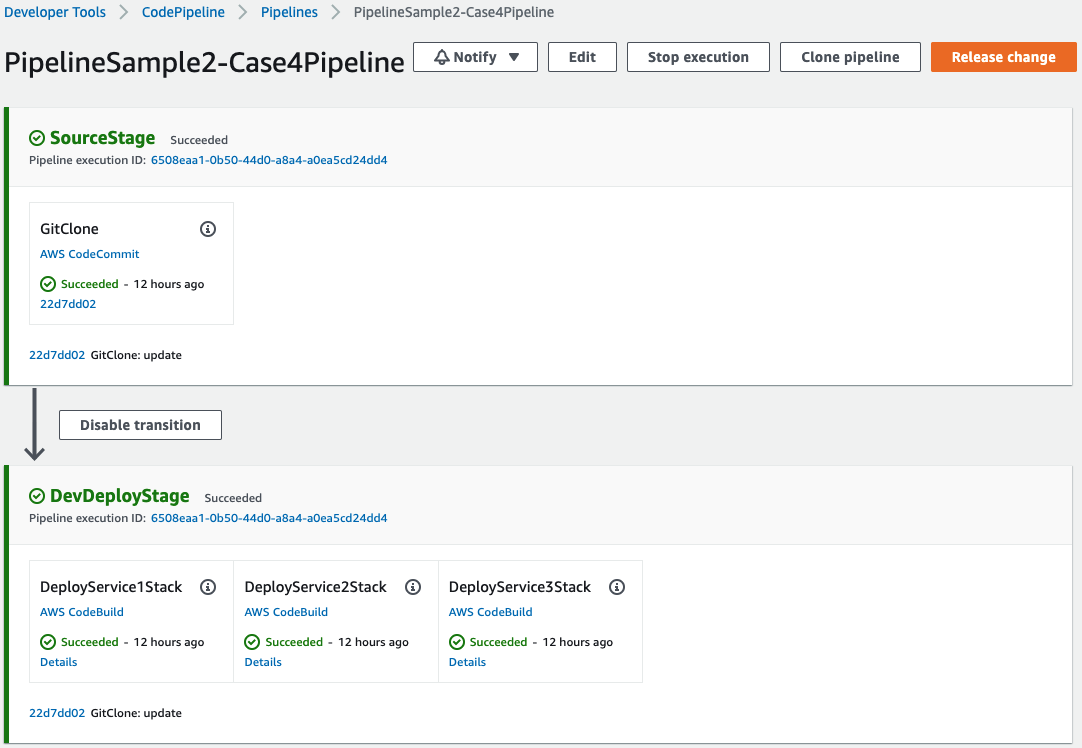 Developer Tools > CodePipeline > Pipelines > PipelineSample2-Case4Pipeline
PipelineSample2-Case4Pipeline
Notify ▼ Edit Stop execution Clone pipeline Release change
SourceStage Succeeded
Pipeline execution ID: 6508eaa1-0b50-44d0-a8a4-a0ea5cd24dd4
GitClone
AWS CodeCommit
Succeeded - 12 hours ago
22d7dd02
22d7dd02 GitClone: update
Disable transition
DevDeployStage Succeeded
Pipeline execution ID: 6508eaa1-0b50-44d0-a8a4-a0ea5cd24dd4
DeployService1Stack
AWS CodeBuild
Succeeded - 12 hours ago
Details
DeployService2Stack
AWS CodeBuild
Succeeded - 12 hours ago
Details
DeployService3Stack
AWS CodeBuild
Succeeded - 12 hours ago
Details
22d7dd02 GitClone: update